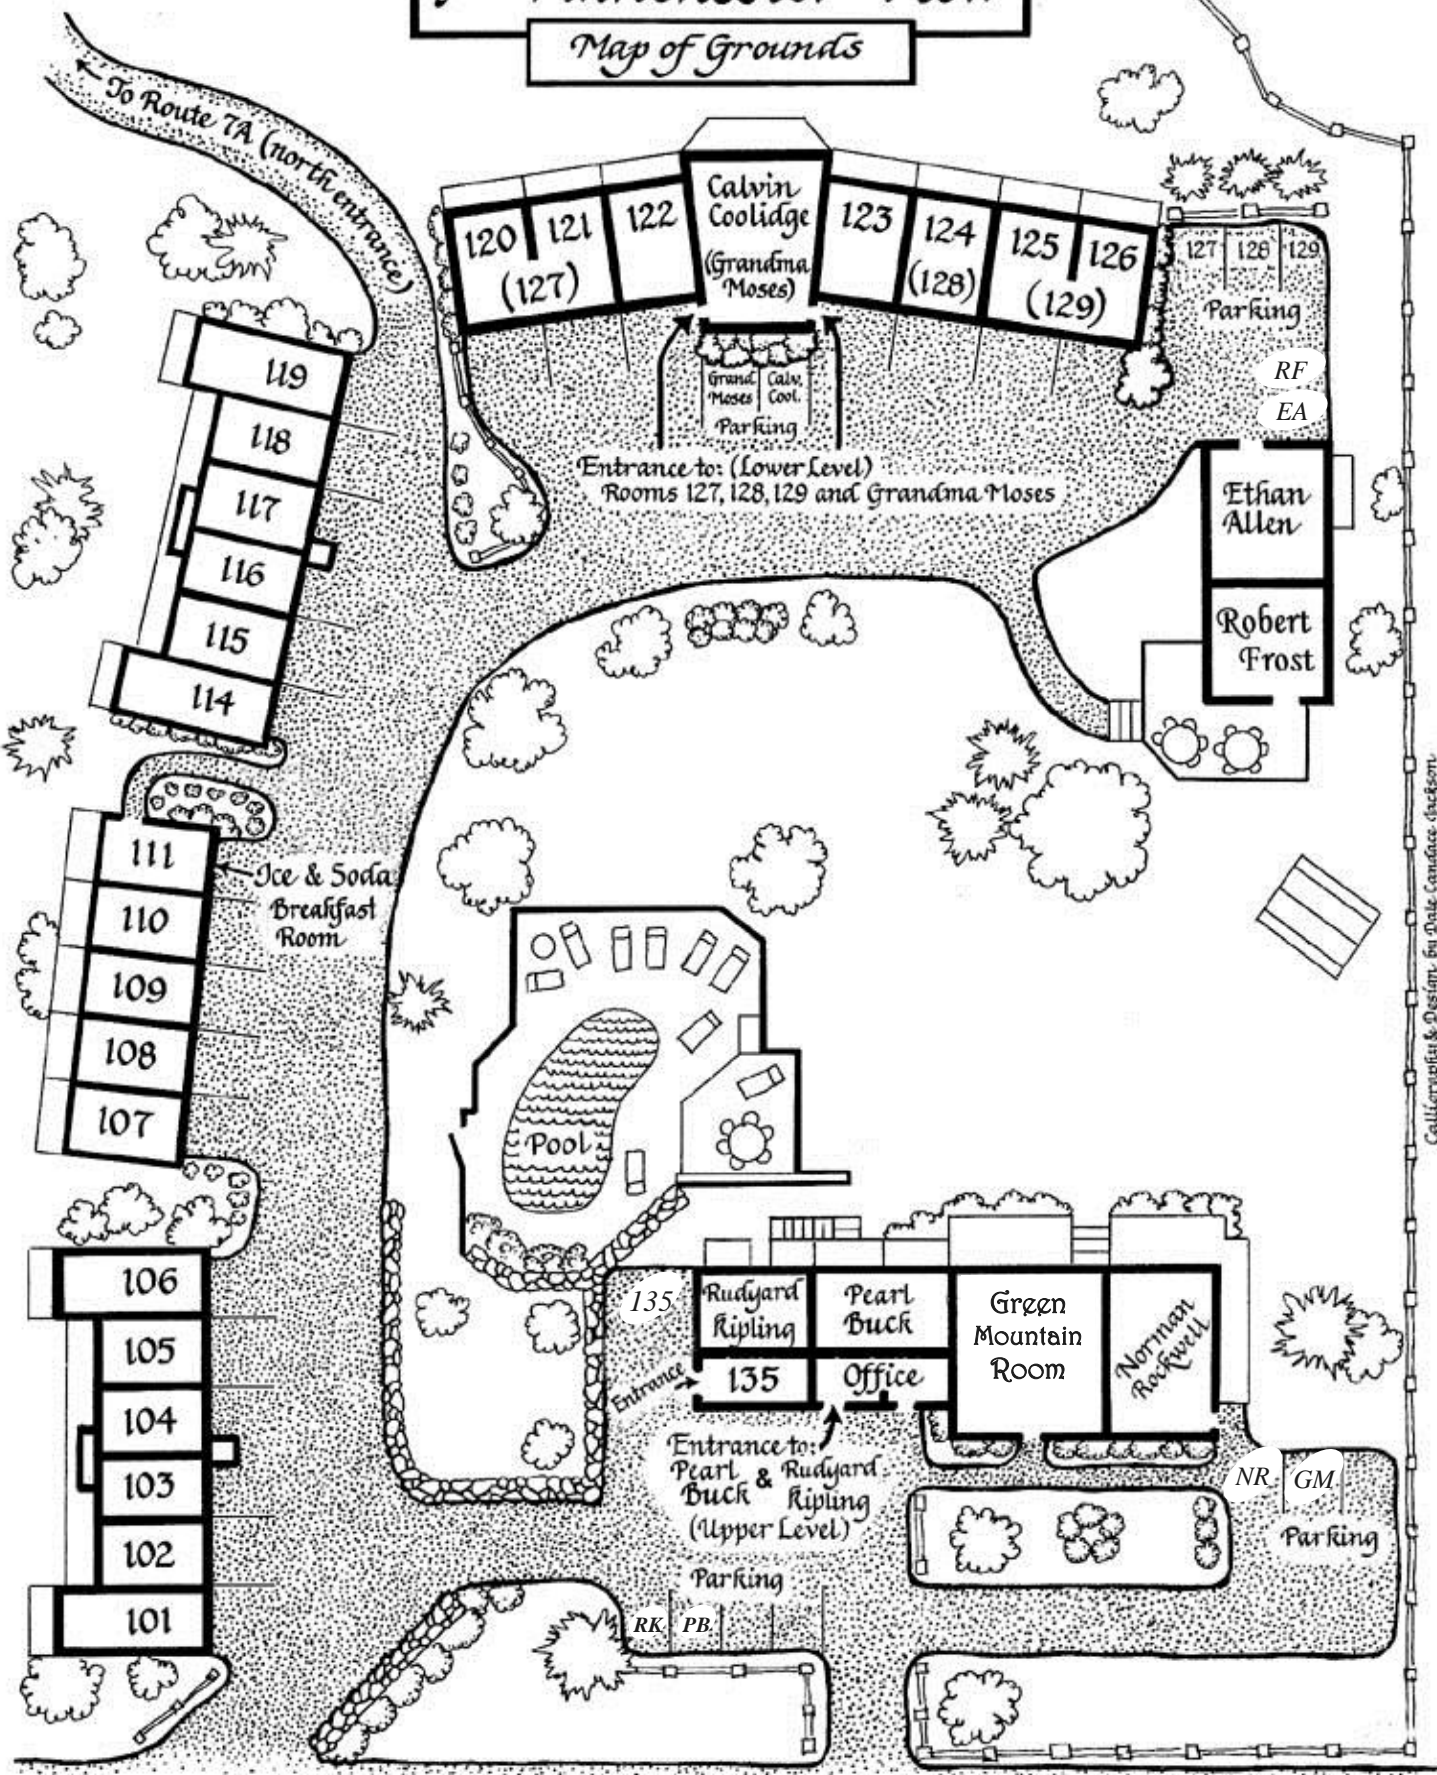 Map of Grounds
To Route 7A (north entrance)
Calvin
Coolidge
(Grandma
Moses)
120
121
(127)
122
123
124
(128)
125
126
(129)
127
128
129
Parking
RF
EA
Grand.
Moses
Calv.
Cool.
Parking
Entrance to: (Lower Level)
Rooms 127, 128, 129 and Grandma Moses
Ethan
Allen
Robert
Frost
119
118
117
116
115
114
111
110
109
108
107
Ice & Soda
Breakfast
Room
Pool
106
105
104
103
102
101
135
Rudyard
Kipling
Pearl
Buck
Green
Mountain
Room
Norman
Rockwell
Entrance
135
Office
Entrance to:
Pearl & Rudyard
Buck Kipling
(Upper Level)
Parking
RK
PB
NR
GM
Parking
Calligraphy & Design by Dale Candace Jackson